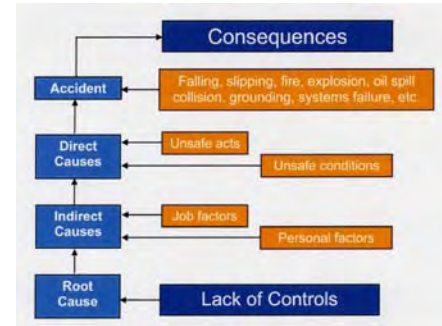 Consequences
Accident
Falling, slipping, fire, explosion, oil spill
collision, grounding, systems failure, etc.
Direct
Causes
Unsafe acts
Unsafe conditions
Indirect
Causes
Job factors
Personal factors
Root
Cause
Lack of Controls